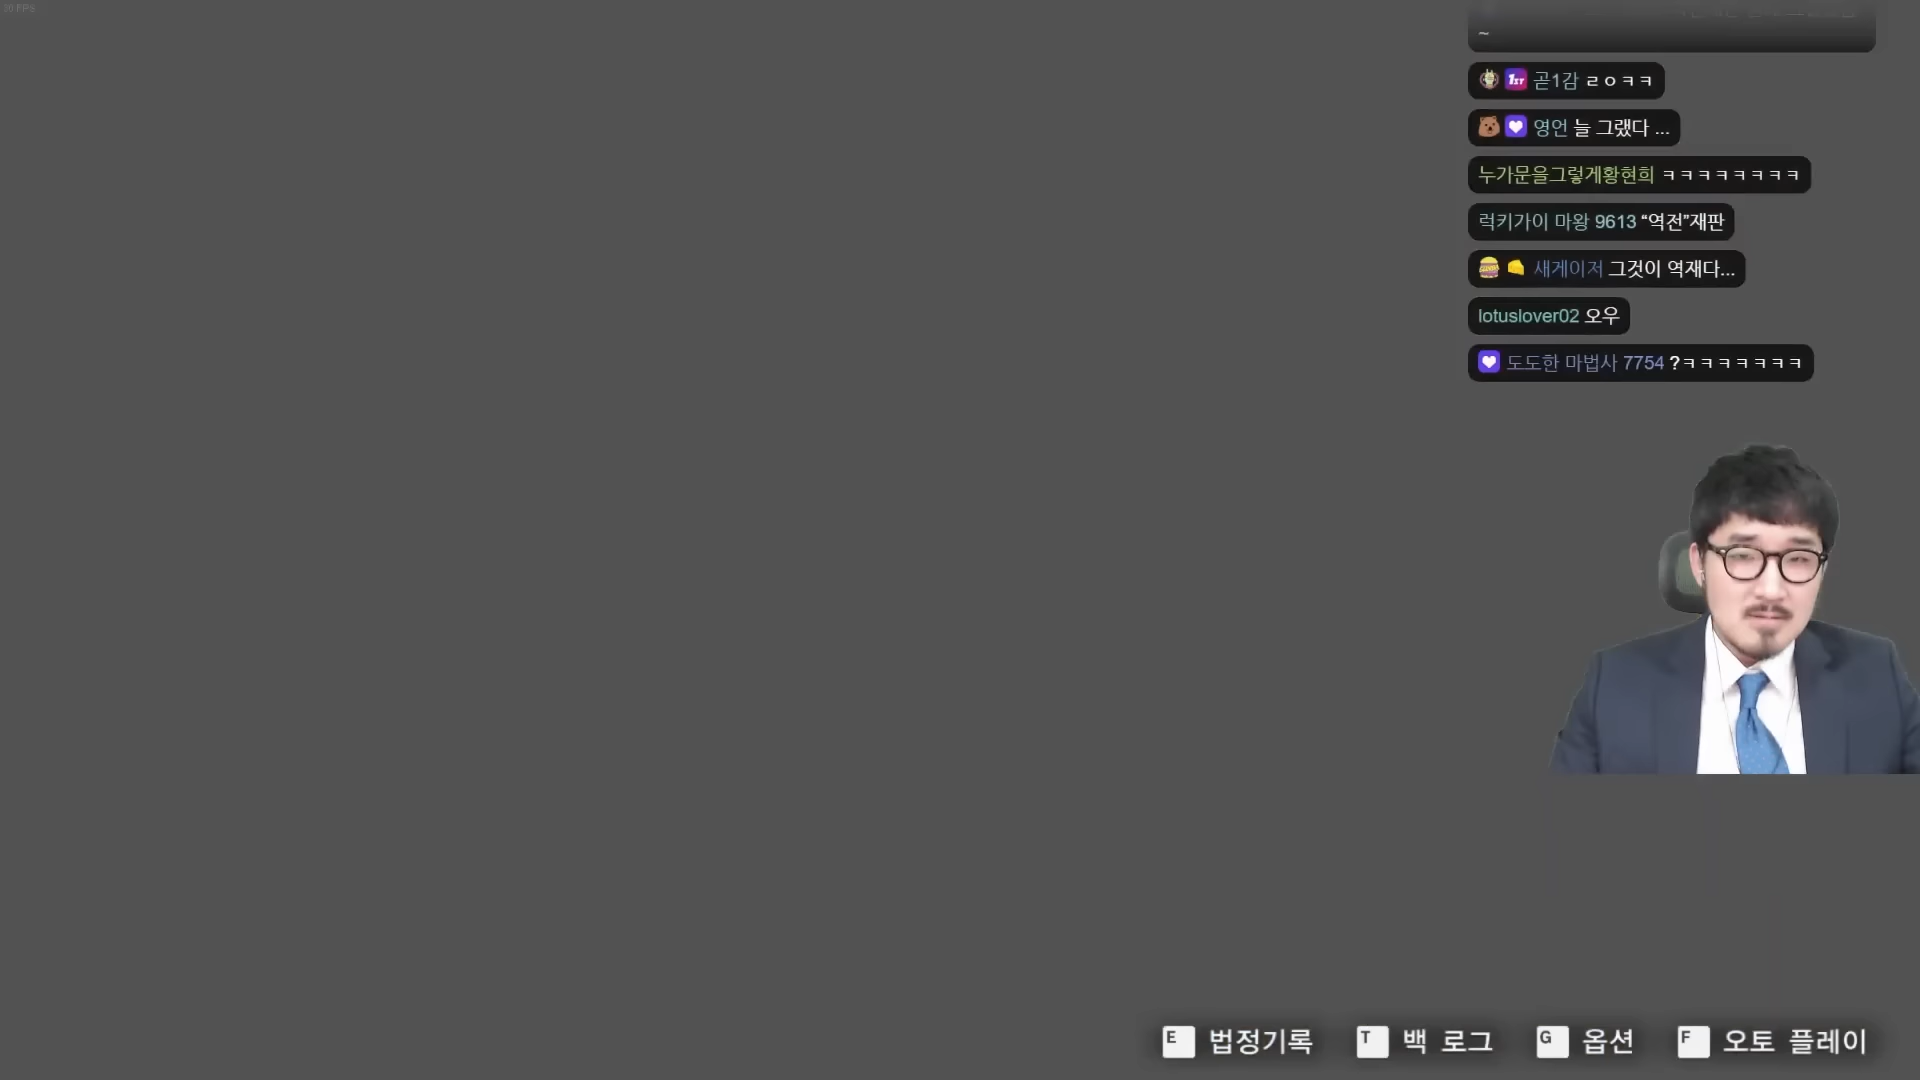 ~
곧1감 ㄹㅇㅋㅋ
영언 늘 그랬다 ...
누가문을그렇게황현희 ㅋㅋㅋㅋㅋㅋㅋㅋ
럭키가이 마왕 9613 “역전”재판
새게이저 그것이 역재다...
lotuslover02 오우
도도한 마법사 7754 ?ㅋㅋㅋㅋㅋㅋㅋ
E 법정기록 T 백 로그 G 옵션 F 오토 플레이